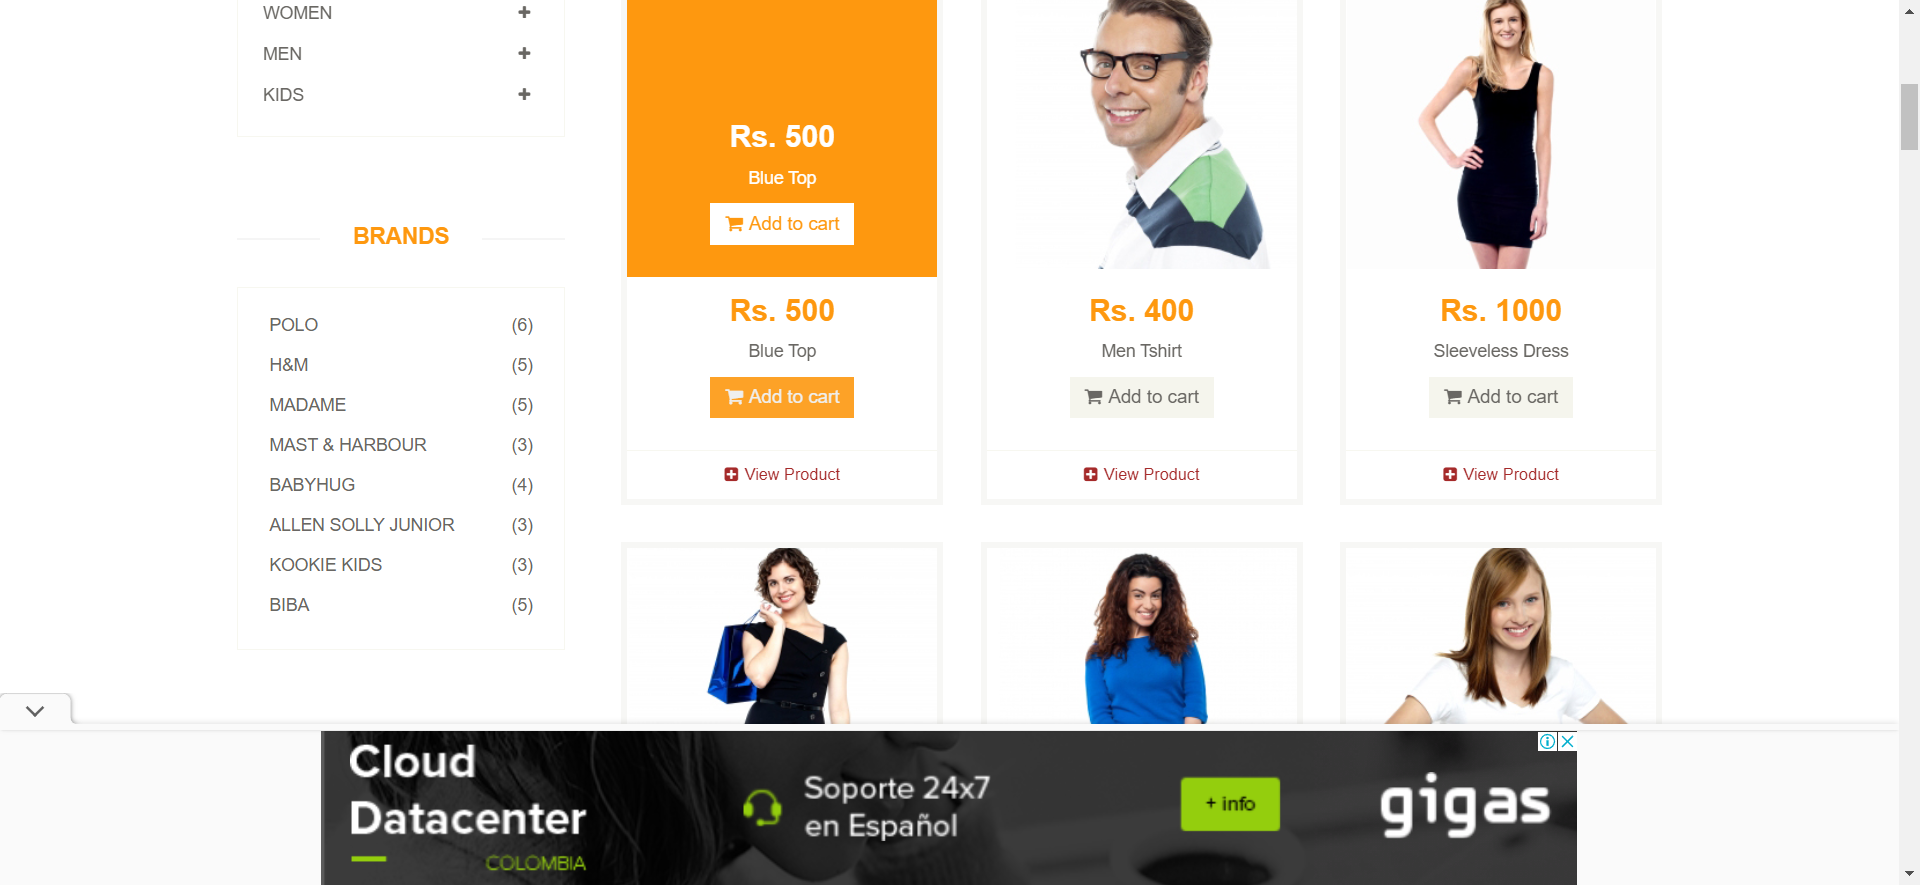 WOMEN
MEN
KIDS
BRANDS
POLO (6)
H&M (5)
MADAME (5)
MAST & HARBOUR (3)
BABYHUG (4)
ALLEN SOLLY JUNIOR (3)
KOOKIE KIDS (3)
BIBA (5)
Rs. 500
Blue Top
Add to cart
Rs. 500
Blue Top
Add to cart
View Product
Rs. 400
Men Tshirt
Add to cart
View Product
Rs. 1000
Sleeveless Dress
Add to cart
View Product
Cloud
Datacenter
COLOMBIA
Soporte 24x7
en Español
+ info
gigas